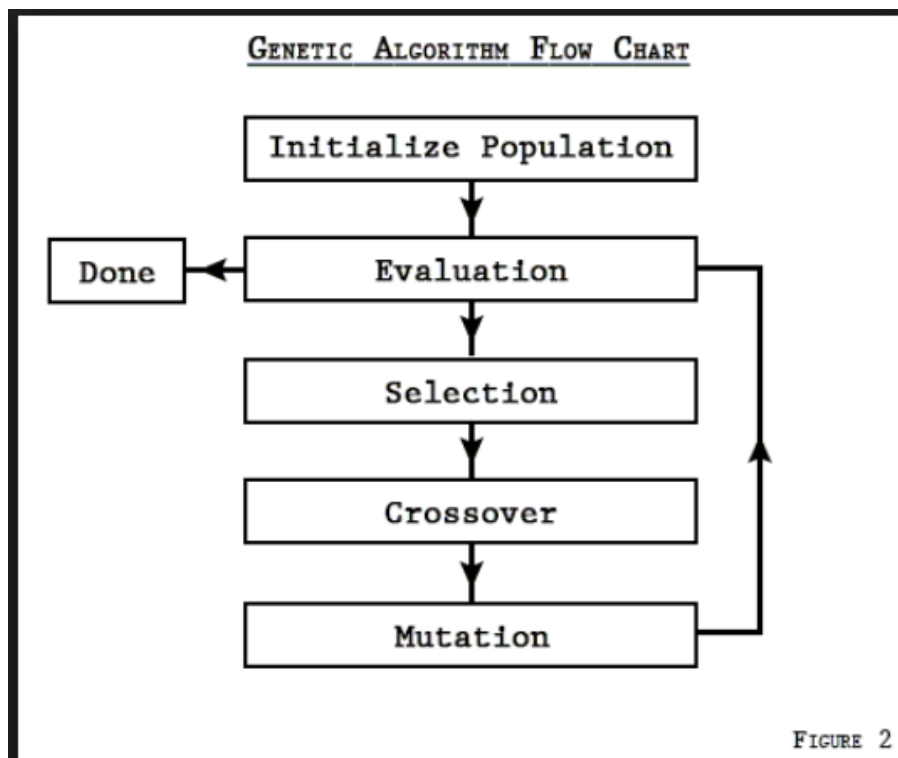 Genetic Algorithm Flow Chart
Initialize Population
Done
Evaluation
Selection
Crossover
Mutation
Figure 2